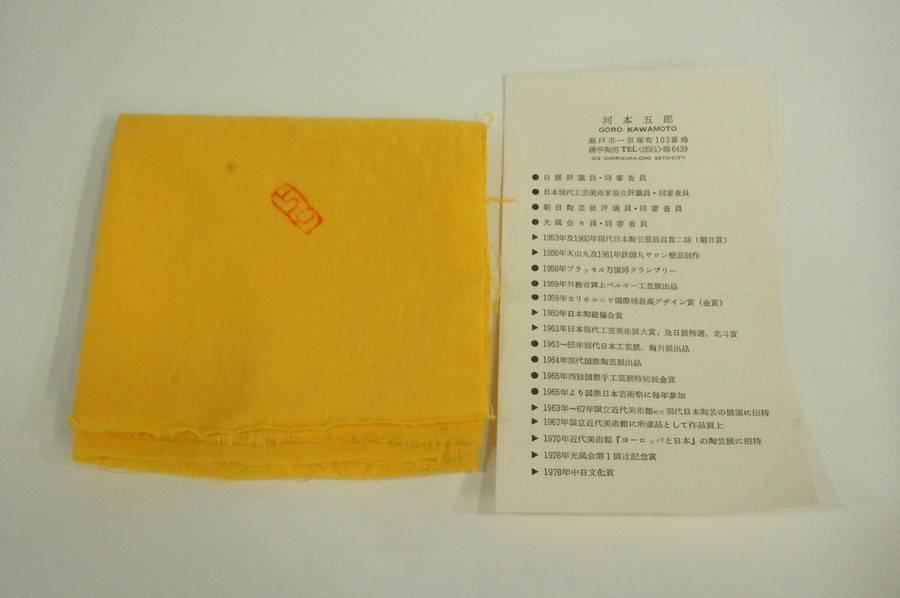 河本五郎
GORO. KAWAMOTO
瀬戸市一里塚町103番地
陶房 TEL<0561>6439
103 ICHIRIZUKA-CHO SETO-CITY
● 日展評議員・同審査員
● 日本現代工芸美術家協会評議員・同審査員
● 朝日陶芸展評議員・同審査員
● 光風会々員・同審査員
▶ 1953年及1960年現代日本陶芸展最高賞二回(朝日賞)
▶ 1956年天山丸及1961年鉄国丸サロン壁面制作
● 1958年ブラッセル万国博グランプリー
● 1959年外務省買上ベルギー工芸展出品
● 1959年カリホルニヤ国際博最高デザイン賞(金賞)
▶ 1960年日本陶磁協会賞
▶ 1962年日本現代工芸美術展大賞、及日展特選、北斗賞
● 1963~65年現代日本工芸展、海外展出品
● 1964年現代国際陶芸展出品
● 1965年西独国際手工芸展特別展金賞
● 1965年より国際日本芸術祭に毎年参加
▶ 1963年~67年国立近代美術館にて現代日本陶芸の展望に招待
▶ 1967年国立近代美術館に所蔵品として作品買上
▶ 1970年近代美術館『ヨーロッパと日本』の陶芸展に招待
▶ 1976年光風会第1回辻記念賞
▶ 1978年中日文化賞